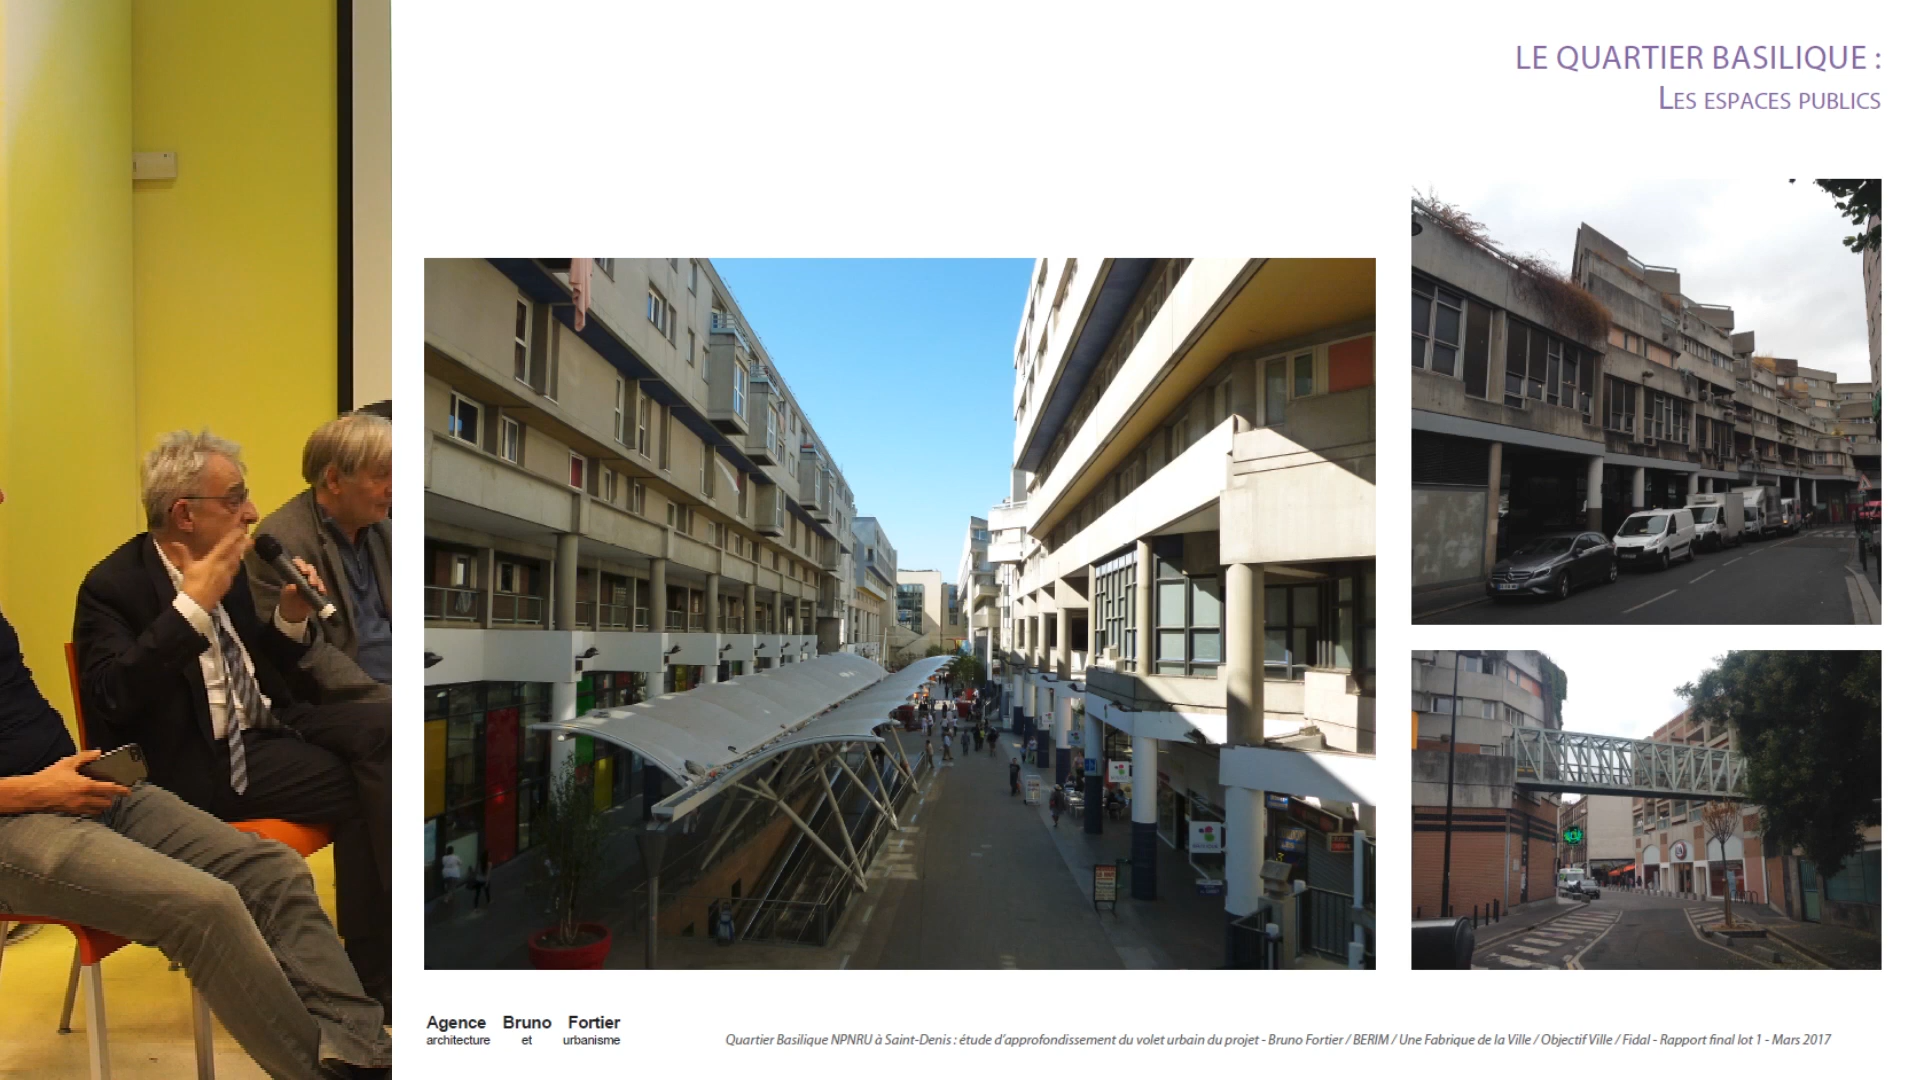 LE QUARTIER BASILIQUE :
LES ESPACES PUBLICS
Agence Bruno Fortier
architecture et urbanisme
Quartier Basilique NPNRU à Saint-Denis : étude d'approfondissement du volet urbain du projet - Bruno Fortier / BERIM / Une Fabrique de la Ville / Objectif Ville / Fidal - Rapport final lot 1 - Mars 2017